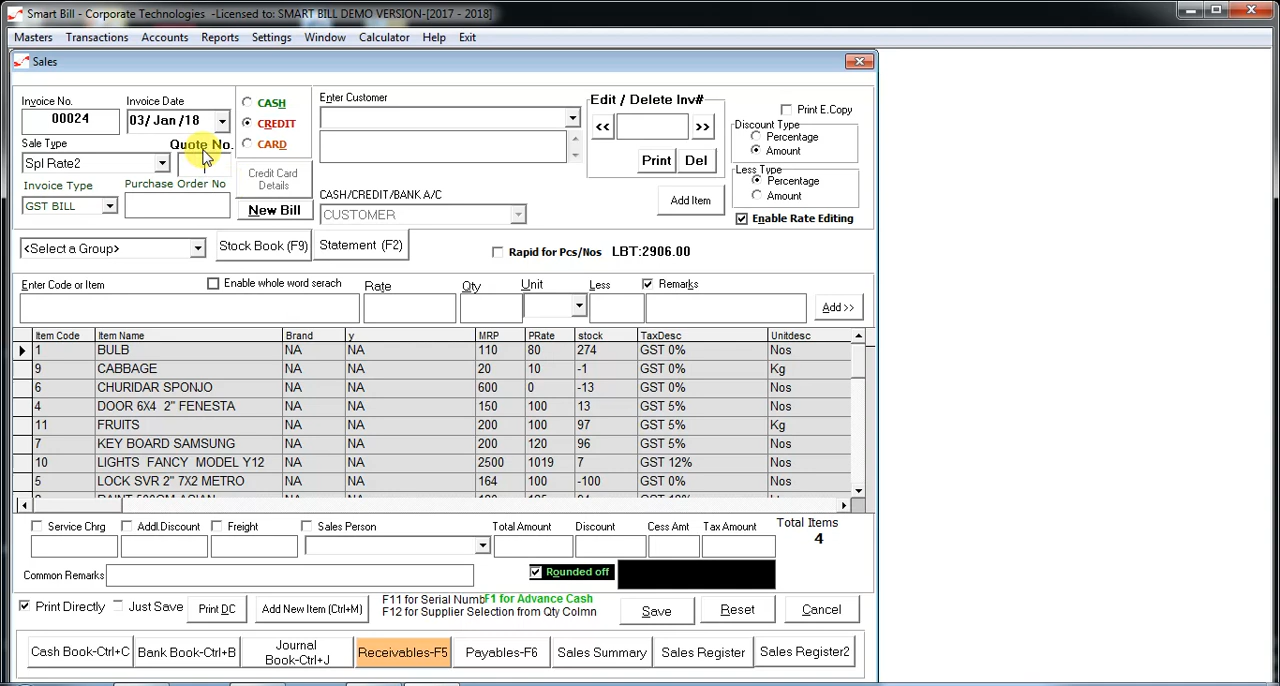 Smart Bill - Corporate Technologies -Licensed to: SMART BILL DEMO VERSION-[2017 - 2018]
Masters Transactions Accounts Reports Settings Window Calculator Help Exit
Sales
Invoice No. Invoice Date
00024 03/ Jan /18
CASH
CREDIT
CARD
Sale Type Quote No.
Spl Rate2
Invoice Type Purchase Order No
GST BILL
Credit Card Details
New Bill
Enter Customer
CASH/CREDIT/BANK A/C
CUSTOMER
Edit / Delete Inv#
<< >>
Print Del
Add Item
Print E.Copy
Discount Type
Percentage
Amount
Less Type
Percentage
Amount
Enable Rate Editing
<Select a Group> Stock Book (F9) Statement (F2) Rapid for Pcs/Nos LBT:2906.00
Enter Code or Item Enable whole word serach Rate Qty Unit Less Remarks
Add >>
Item Code Item Name Brand y MRP PRate stock TaxDesc Unitdesc
1 BULB NA NA 110 80 274 GST 0% Nos
9 CABBAGE NA NA 20 10 -1 GST 0% Kg
6 CHURIDAR SPONJO NA NA 600 0 -13 GST 0% Nos
4 DOOR 6X4 2" FENESTA NA NA 150 100 13 GST 5% Nos
11 FRUITS NA NA 200 100 97 GST 5% Kg
7 KEY BOARD SAMSUNG NA NA 200 120 96 GST 5% Nos
10 LIGHTS FANCY MODEL Y12 NA NA 2500 1019 7 GST 12% Nos
5 LOCK SVR 2" 7X2 METRO NA NA 164 100 -100 GST 0% Nos
Service Chrg Addl.Discount Freight Sales Person Total Amount Discount Cess Amt Tax Amount Total Items
4
Common Remarks Rounded off
Print Directly Just Save Print DC Add New Item (Ctrl+M)
F11 for Serial Numb F1 for Advance Cash
F12 for Supplier Selection from Qty Colmn
Save Reset Cancel
Cash Book-Ctrl+C Bank Book-Ctrl+B Journal Book-Ctrl+J Receivables-F5 Payables-F6 Sales Summary Sales Register Sales Register2